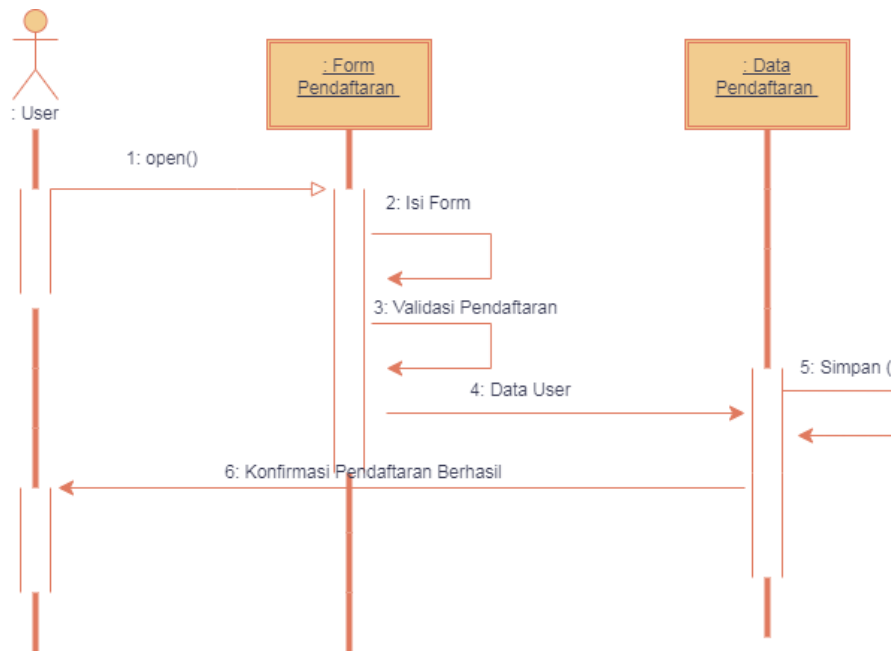 : Form
Pendaftaran
: Data
Pendaftaran
: User
1: open()
2: Isi Form
3: Validasi Pendaftaran
5: Simpan (
4: Data User
6: Konfirmasi Pendaftaran Berhasil